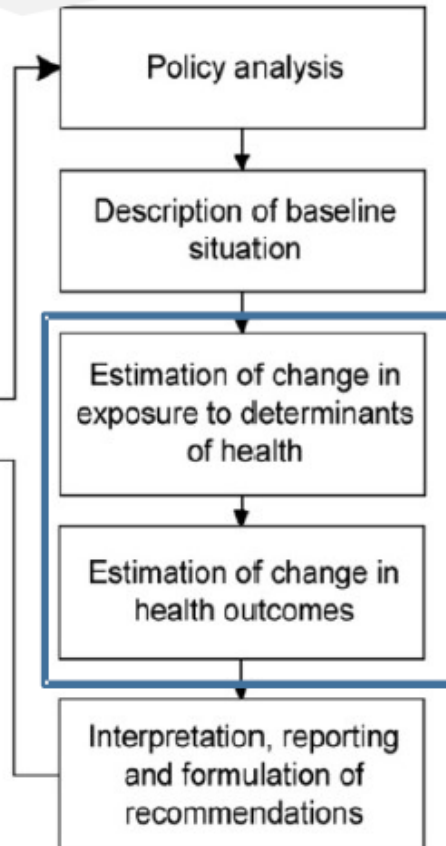 Policy analysis
Description of baseline
situation
Estimation of change in
exposure to determinants
of health
Estimation of change in
health outcomes
Interpretation, reporting
and formulation of
recommendations